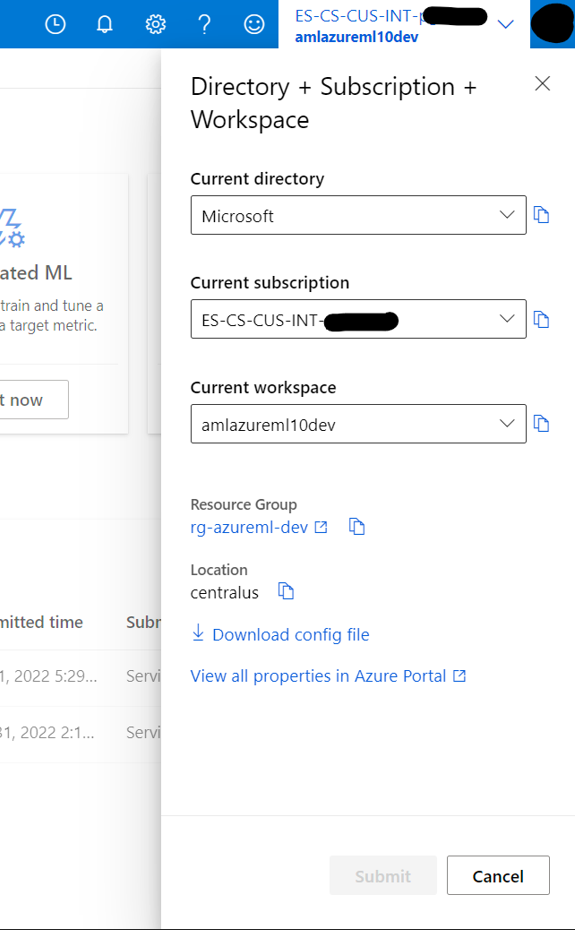 ES-CS-CUS-INT-
amlazureml10dev
Directory + Subscription +
Workspace
Current directory
Microsoft
Current subscription
ES-CS-CUS-INT-
Current workspace
amlazureml10dev
Resource Group
rg-azureml-dev
Location
centralus
Download config file
View all properties in Azure Portal
Submit
Cancel
ated ML
train and tune a
a target metric.
t now
mitted time Subr
1, 2022 5:29... Servi
31, 2022 2:1... Servi